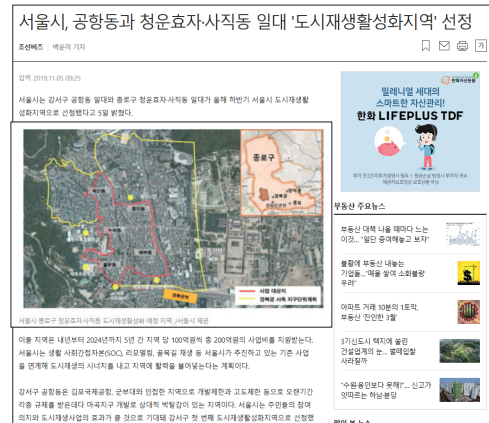 서울시, 공항동과 청운효자·사직동 일대 '도시재생활성화지역' 선정
조선비즈 | 백윤미 기자
가
입력 2019.11.05 09:25
서울시는 강서구 공항동 일대와 종로구 청운효자·사직동 일대가 올해 하반기 서울시 도시재생활
성화지역으로 선정됐다고 5일 밝혔다.
종로구
사업 대상지
경복궁 서측 지구단위계획
서울시 종로구 청운효자·사직동 도시재생활성화 예정 지역. /서울시 제공
이들 지역은 내년부터 2024년까지 5년 간 지역 당 100억원씩 총 200억원의 사업비를 지원받는다.
서울시는 생활 사회간접자본(SOC), 리모델링, 골목길 재생 등 서울시가 추진하고 있는 기존 사업
을 연계해 도시재생의 시너지를 내고 지역에 활력을 불어넣는다는 계획이다.
강서구 공항동은 김포국제공항, 군부대와 인접한 지역으로 개발제한과 고도제한 등으로 오랜기간
각종 규제를 받은데다 마곡지구 개발로 상대적 박탈감이 있는 지역이다. 서울시는 주민들의 참여
의지와 도시재생사업의 효과가 클 것으로 기대돼 강서구 첫 번째 도시재생활성화지역으로 선정했
한화자산운용
밀레니얼 세대의
스마트한 자산관리!
한화 LIFEPLUS TDF
부동산 주요뉴스
부동산 대책 나올 때마다 느는
이것... "일단 증여해놓고 보자"
불황에 부동산 내놓는
기업들..."매물 쌓여 소화불량
우려"
아파트 거래 10분의 1토막,
부동산 '잔인한 3월'
3기신도시 택지에 쏠린
건설업계의 눈... 벌떼입찰
사라질까
"수원용인보다 못해?"... 신고가
잇따르는 하남·분당